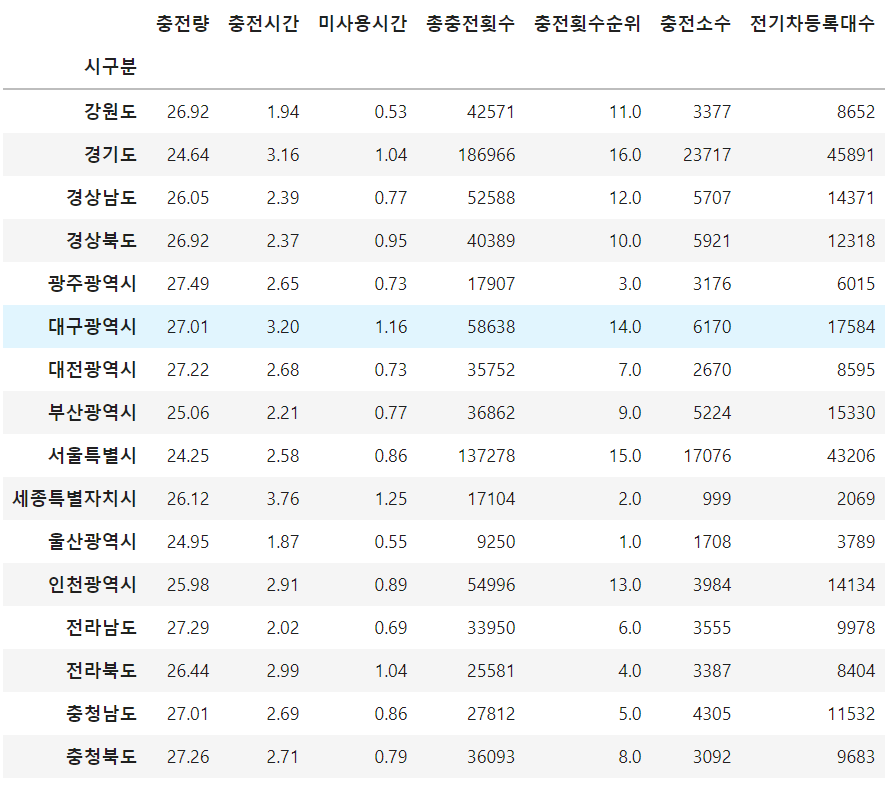 충전량 충전시간 미사용시간 총충전횟수 충전횟수순위 충전소수 전기차등록대수
시구분
강원도 26.92 1.94 0.53 42571 11.0 3377 8652
경기도 24.64 3.16 1.04 186966 16.0 23717 45891
경상남도 26.05 2.39 0.77 52588 12.0 5707 14371
경상북도 26.92 2.37 0.95 40389 10.0 5921 12318
광주광역시 27.49 2.65 0.73 17907 3.0 3176 6015
대구광역시 27.01 3.20 1.16 58638 14.0 6170 17584
대전광역시 27.22 2.68 0.73 35752 7.0 2670 8595
부산광역시 25.06 2.21 0.77 36862 9.0 5224 15330
서울특별시 24.25 2.58 0.86 137278 15.0 17076 43206
세종특별자치시 26.12 3.76 1.25 17104 2.0 999 2069
울산광역시 24.95 1.87 0.55 9250 1.0 1708 3789
인천광역시 25.98 2.91 0.89 54996 13.0 3984 14134
전라남도 27.29 2.02 0.69 33950 6.0 3555 9978
전라북도 26.44 2.99 1.04 25581 4.0 3387 8404
충청남도 27.01 2.69 0.86 27812 5.0 4305 11532
충청북도 27.26 2.71 0.79 36093 8.0 3092 9683